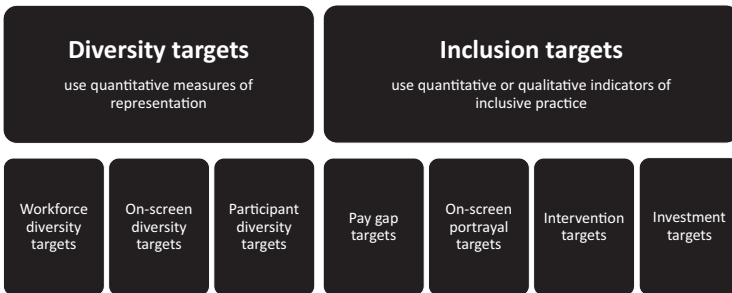 Diversity targets
use quantitative measures of
representation
Inclusion targets
use quantitative or qualitative indicators of
inclusive practice
Workforce
diversity
targets
On-screen
diversity
targets
Participant
diversity
targets
Pay gap
targets
On-screen
portrayal
targets
Intervention
targets
Investment
targets